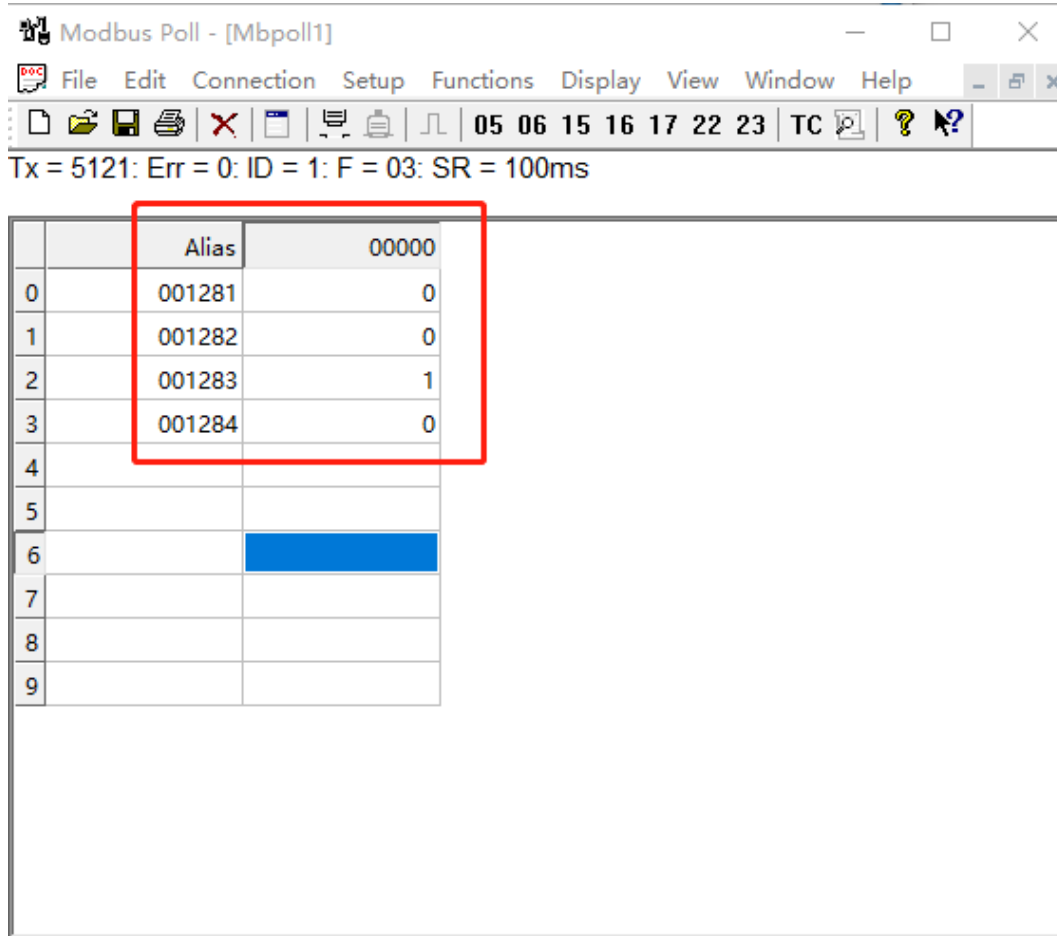 Modbus Poll - [Mbpoll1]
File Edit Connection Setup Functions Display View Window Help
05 06 15 16 17 22 23 TC
Tx = 5121: Err = 0: ID = 1: F = 03: SR = 100ms
Alias 00000
0 001281 0
1 001282 0
2 001283 1
3 001284 0
4
5
6
7
8
9